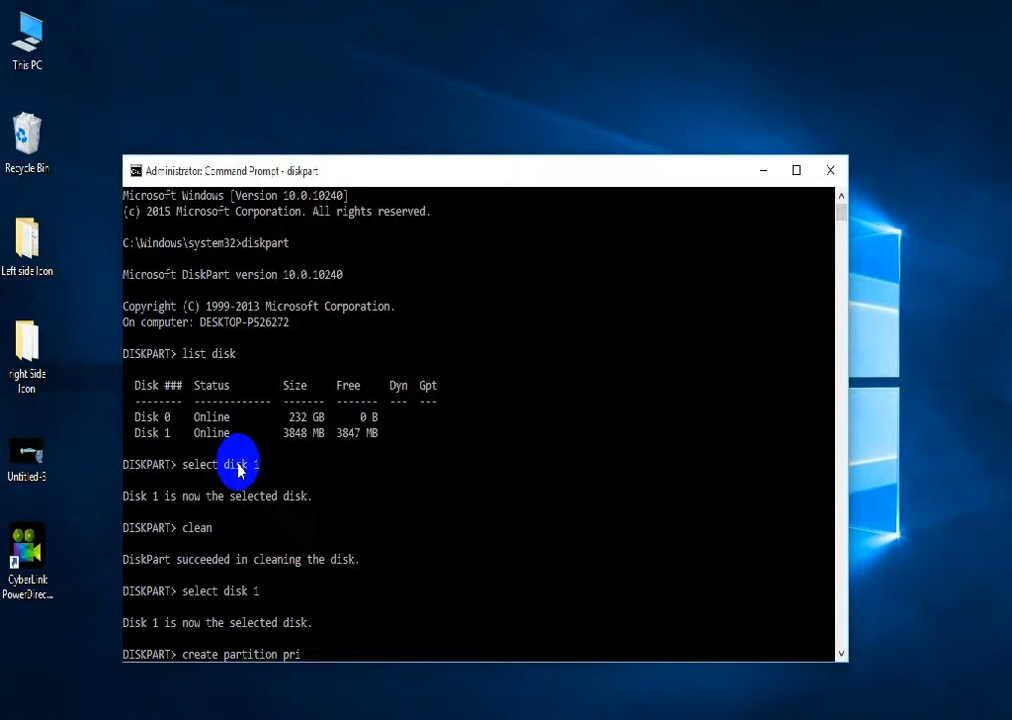 This PC
Recycle Bin
Left side Icon
right Side
Icon
Untitled-3
CyberLink
PowerDirec...
Administrator: Command Prompt - diskpart
Microsoft Windows [Version 10.0.10240]
(c) 2015 Microsoft Corporation. All rights reserved.
C:\Windows\system32>diskpart
Microsoft DiskPart version 10.0.10240
Copyright (C) 1999-2013 Microsoft Corporation.
On computer: DESKTOP-P526272
DISKPART> list disk
Disk ### Status Size Free Dyn Gpt
-------- ------------- ------- ------- --- ---
Disk 0 Online 232 GB 0 B
Disk 1 Online 3848 MB 3847 MB
DISKPART> select disk 1
Disk 1 is now the selected disk.
DISKPART> clean
DiskPart succeeded in cleaning the disk.
DISKPART> select disk 1
Disk 1 is now the selected disk.
DISKPART> create partition pri